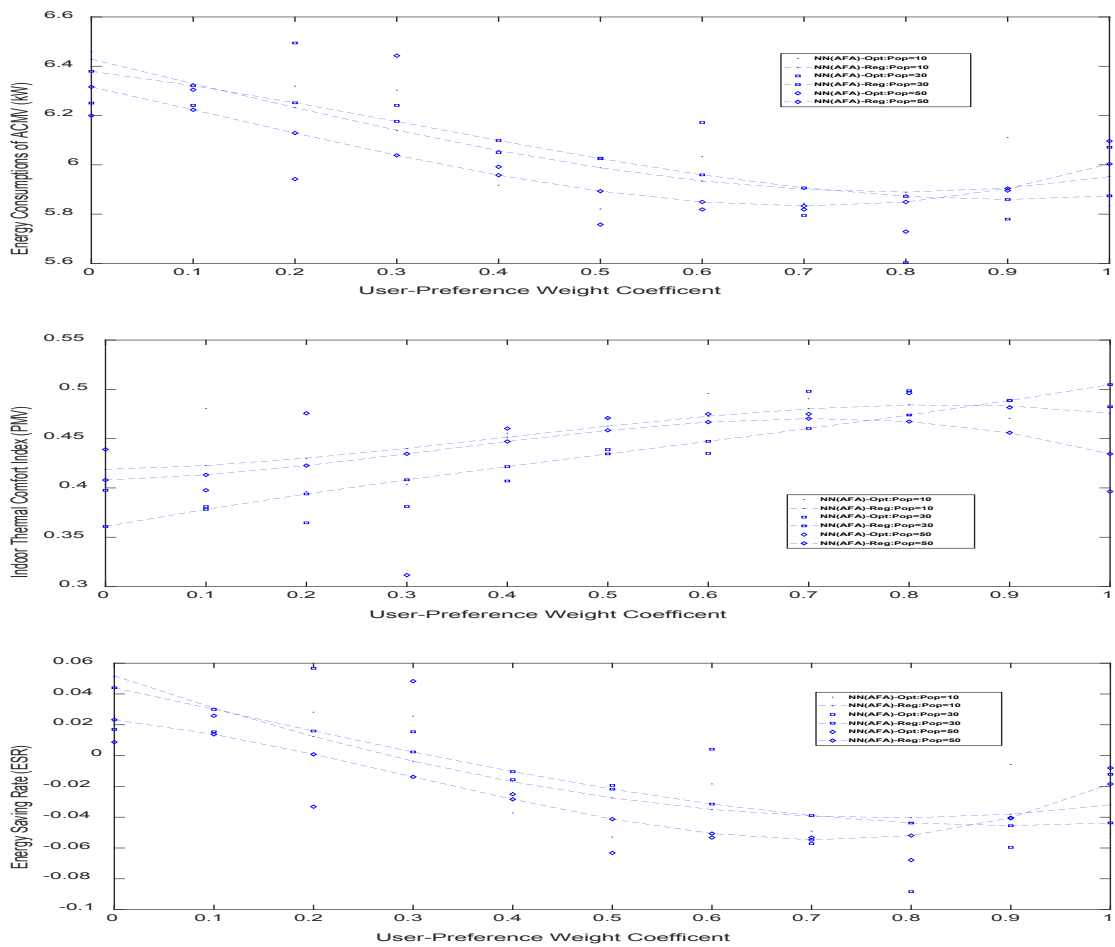 6.6
6.4
6.2
6
5.8
5.6
Energy Consumptions of ACMV (kW)
NN(AFA)-Opt:Pop=10
NN(AFA)-Reg:Pop=10
NN(AFA)-Opt:Pop=30
NN(AFA)-Reg:Pop=30
NN(AFA)-Opt:Pop=50
NN(AFA)-Reg:Pop=50
0 0.1 0.2 0.3 0.4 0.5 0.6 0.7 0.8 0.9 1
User-Preference Weight Coefficent
0.55
0.5
0.45
0.4
0.35
0.3
Indoor Thermal Comfort Index (PMV)
NN(AFA)-Opt:Pop=10
NN(AFA)-Reg:Pop=10
NN(AFA)-Opt:Pop=30
NN(AFA)-Reg:Pop=30
NN(AFA)-Opt:Pop=50
NN(AFA)-Reg:Pop=50
0 0.1 0.2 0.3 0.4 0.5 0.6 0.7 0.8 0.9 1
User-Preference Weight Coefficent
0.06
0.04
0.02
0
-0.02
-0.04
-0.06
-0.08
-0.1
Energy Saving Rate (ESR)
NN(AFA)-Opt:Pop=10
NN(AFA)-Reg:Pop=10
NN(AFA)-Opt:Pop=30
NN(AFA)-Reg:Pop=30
NN(AFA)-Opt:Pop=50
NN(AFA)-Reg:Pop=50
0 0.1 0.2 0.3 0.4 0.5 0.6 0.7 0.8 0.9 1
User-Preference Weight Coefficent